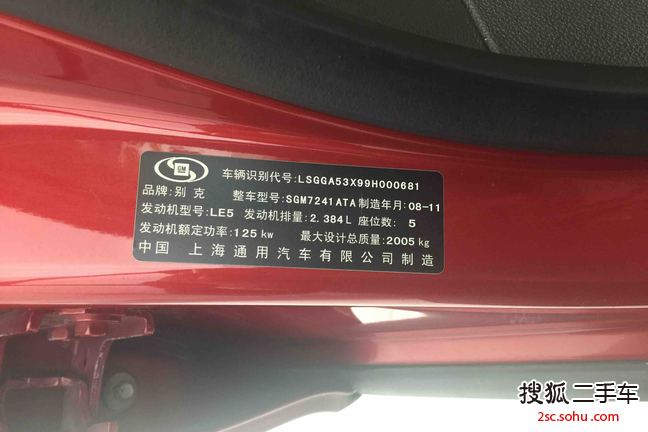 GM
车辆识别代号:LSGGA53X99H000681
品牌:别克 整车型号:SGM7241ATA 制造年月:08-11
发动机型号:LE5 发动机排量:2.384L 座位数: 5
发动机额定功率:125 kw 最大设计总质量:2005 kg
中国 上海通用汽车有限公司制造
搜狐二手车
2sc.sohu.com